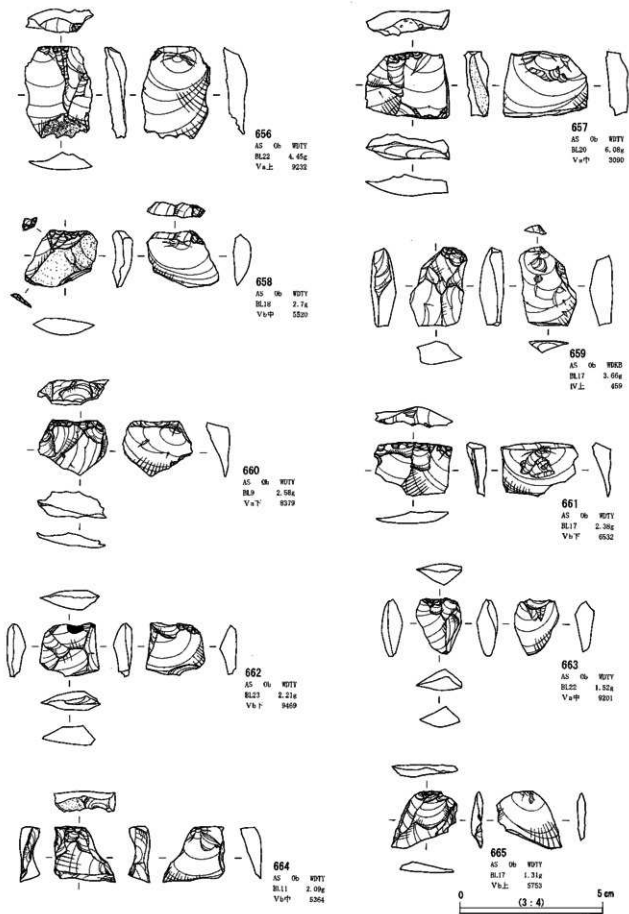 656
AS Ob WDTY
BL22 4.45g
Va上 9232
657
AS Ob WDTY
BL20 6.08g
Va中 3090
658
AS Ob WDTY
BL18 2.7g
Vb中 5520
659
AS Ob WDKB
BL17 3.66g
IV上 459
660
AS Ob WDTY
BL9 2.58g
Va下 8379
661
AS Ob WDTY
BL17 2.38g
Vb下 6532
662
AS Ob WDTY
BL23 2.21g
Vb下 9469
663
AS Ob WDTY
BL22 1.52g
Va中 9201
664
AS Ob WDTY
BL11 2.09g
Vb中 5364
665
AS Ob WDTY
BL17 1.31g
Vb上 5753
0 5 cm
(3:4)